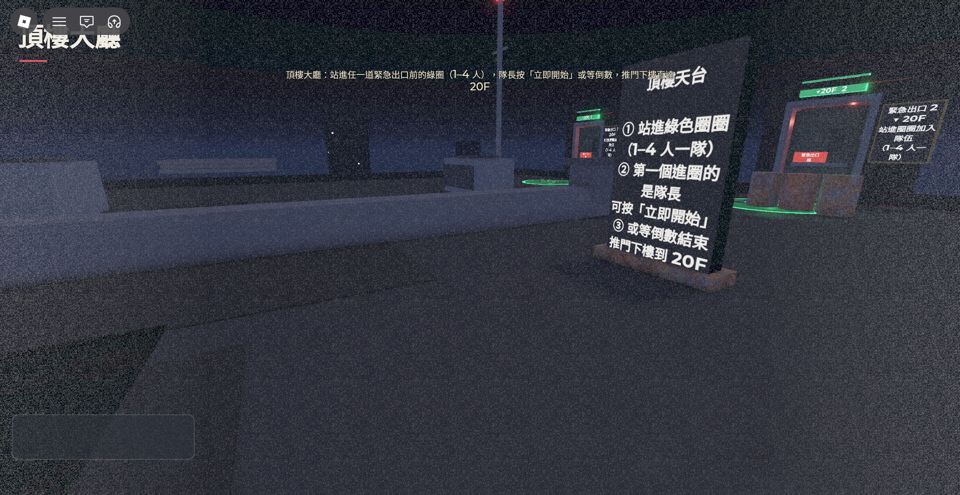 頂樓大廳
頂樓大廳：站進任一道緊急出口前的綠圈（1–4 人），隊長按「立即開始」或等倒數，推門下樓
20F
頂樓天台
① 站進綠色圈圈
（1–4 人一隊）
② 第一個進圈的
是隊長
可按「立即開始」
③ 或等倒數結束
推門下樓到 20F
▼20F 2
緊急出口 2
▼ 20F
站進圈圈加入
隊伍
（1–4 人一
隊）
緊急出口